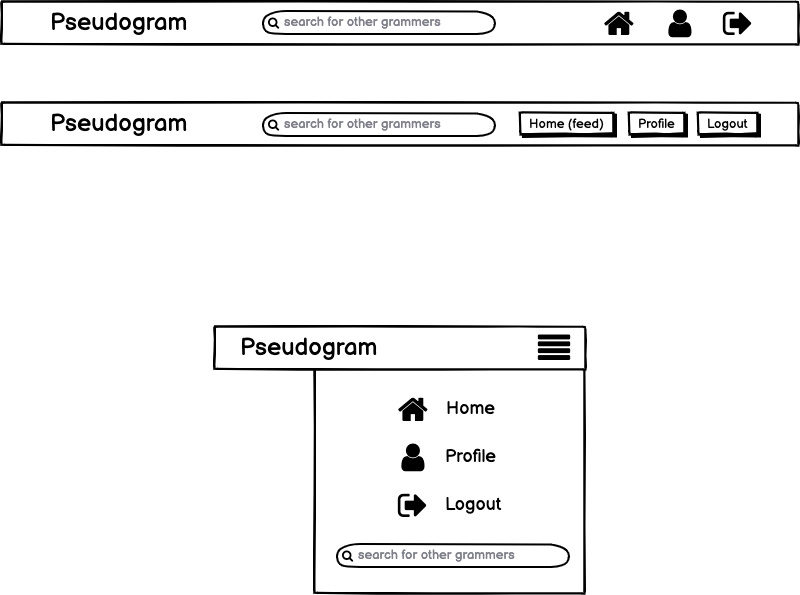 Pseudogram search for other grammers
Pseudogram search for other grammers Home (feed) Profile Logout
Pseudogram
Home
Profile
Logout
search for other grammers